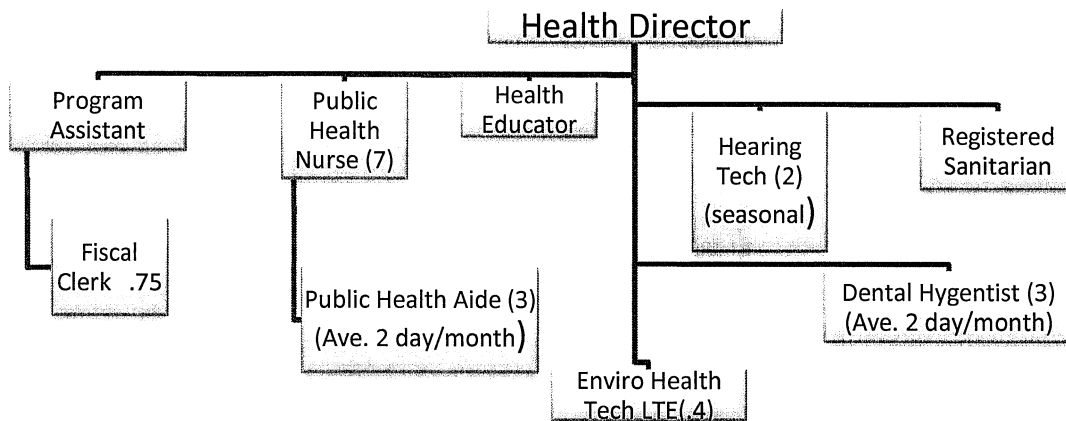 Health Director
Program
Assistant
Public
Health
Nurse (7)
Health
Educator
Hearing
Tech (2)
(seasonal)
Registered
Sanitarian
Fiscal
Clerk .75
Public Health Aide (3)
(Ave. 2 day/month)
Dental Hygentist (3)
(Ave. 2 day/month)
Enviro Health
Tech LTE(.4)